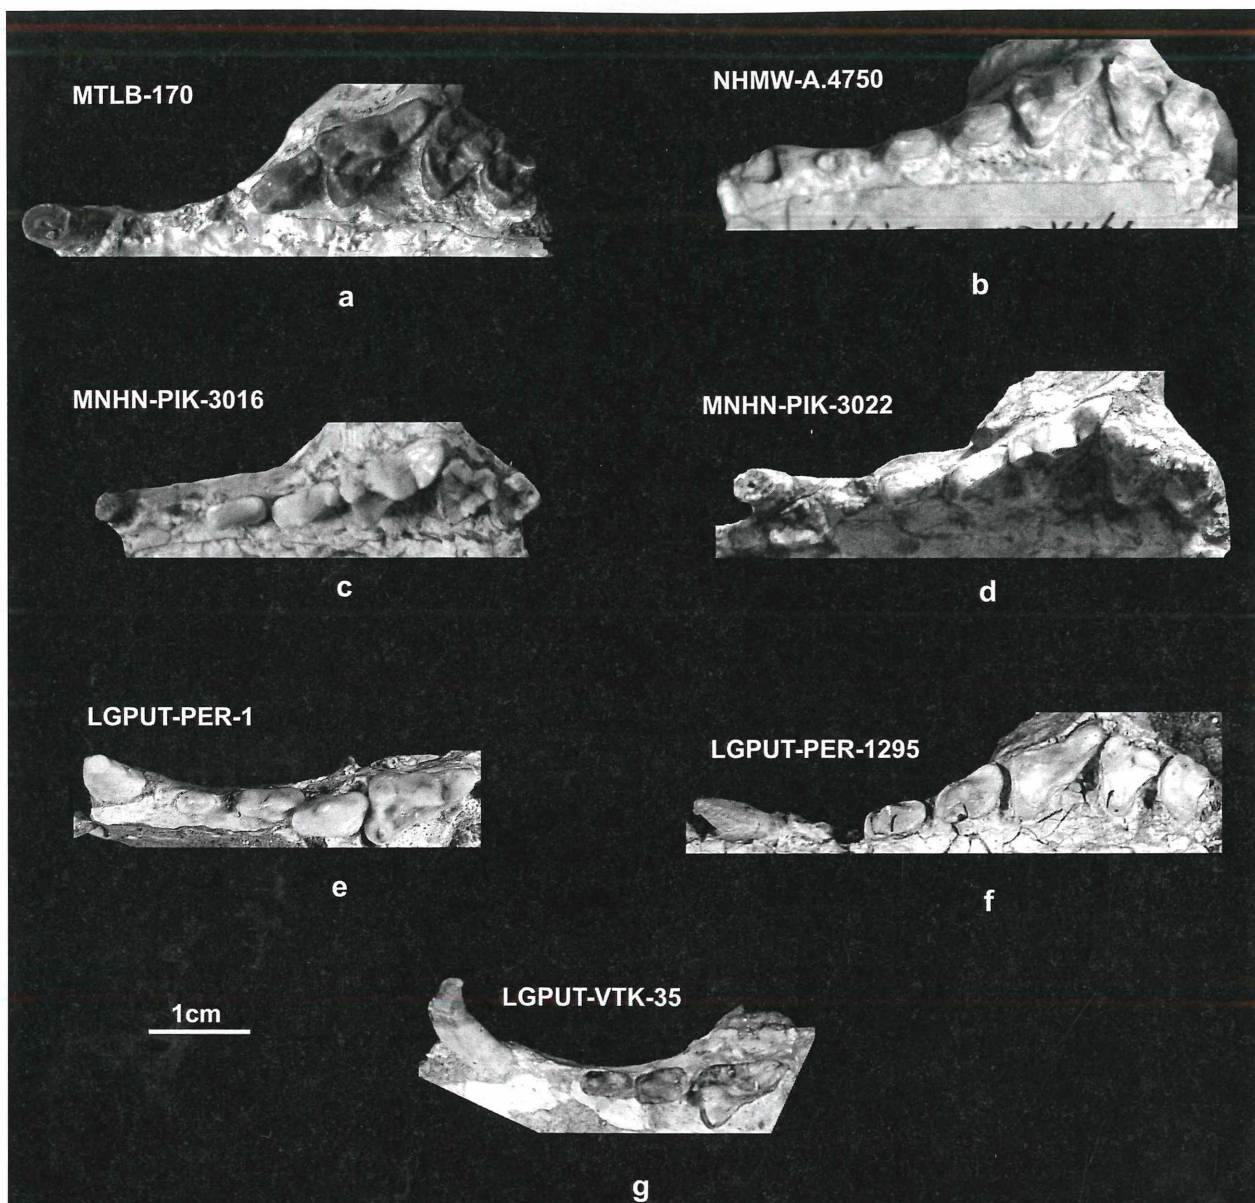 MTLB-170
NHMW-A.4750
a
b
MNHN-PIK-3016
MNHN-PIK-3022
c
d
LGPUT-PER-1
LGPUT-PER-1295
e
f
LGPUT-VTK-35
1cm
g